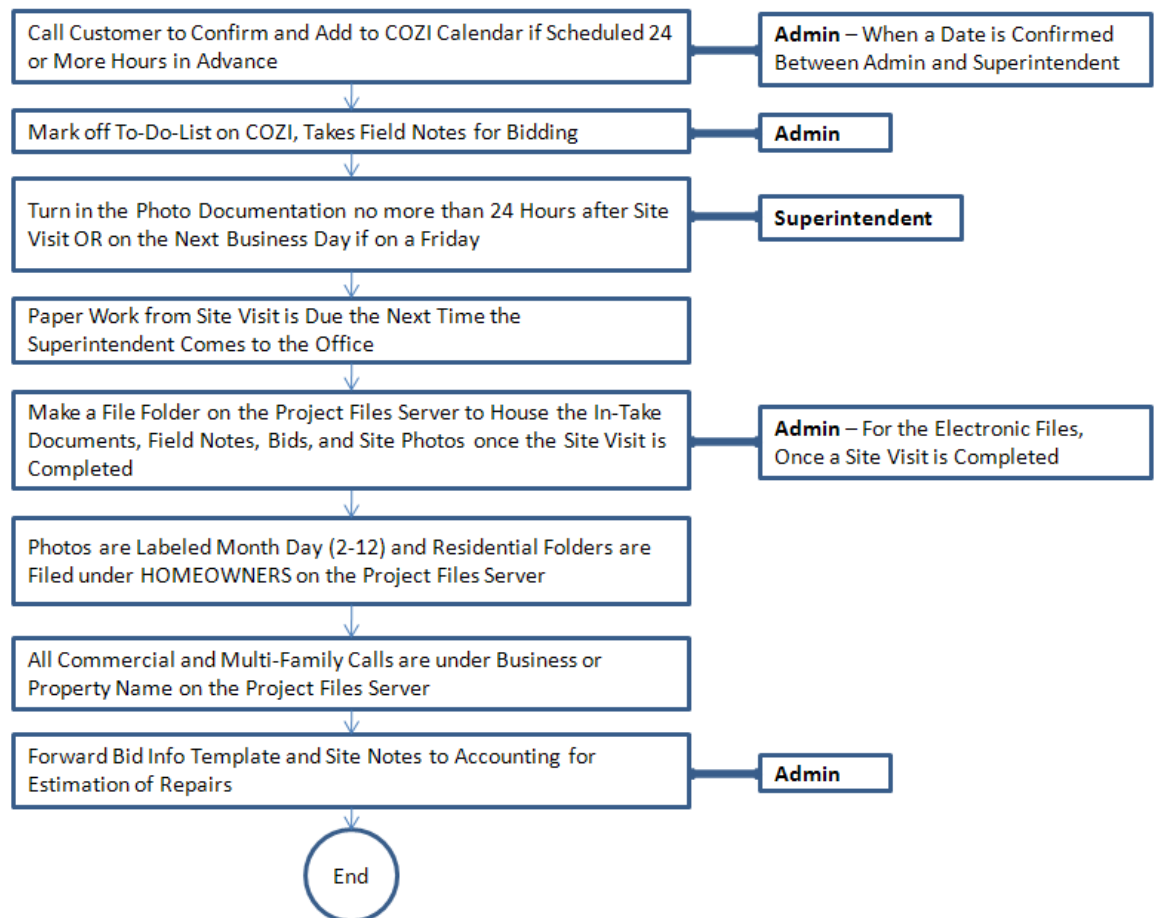 Call Customer to Confirm and Add to COZI Calendar if Scheduled 24
or More Hours in Advance
Admin – When a Date is Confirmed
Between Admin and Superintendent
Mark off To-Do-List on COZI, Takes Field Notes for Bidding
Admin
Turn in the Photo Documentation no more than 24 Hours after Site
Visit OR on the Next Business Day if on a Friday
Superintendent
Paper Work from Site Visit is Due the Next Time the
Superintendent Comes to the Office
Make a File Folder on the Project Files Server to House the In-Take
Documents, Field Notes, Bids, and Site Photos once the Site Visit is
Completed
Admin – For the Electronic Files,
Once a Site Visit is Completed
Photos are Labeled Month Day (2-12) and Residential Folders are
Filed under HOMEOWNERS on the Project Files Server
All Commercial and Multi-Family Calls are under Business or
Property Name on the Project Files Server
Forward Bid Info Template and Site Notes to Accounting for
Estimation of Repairs
Admin
End